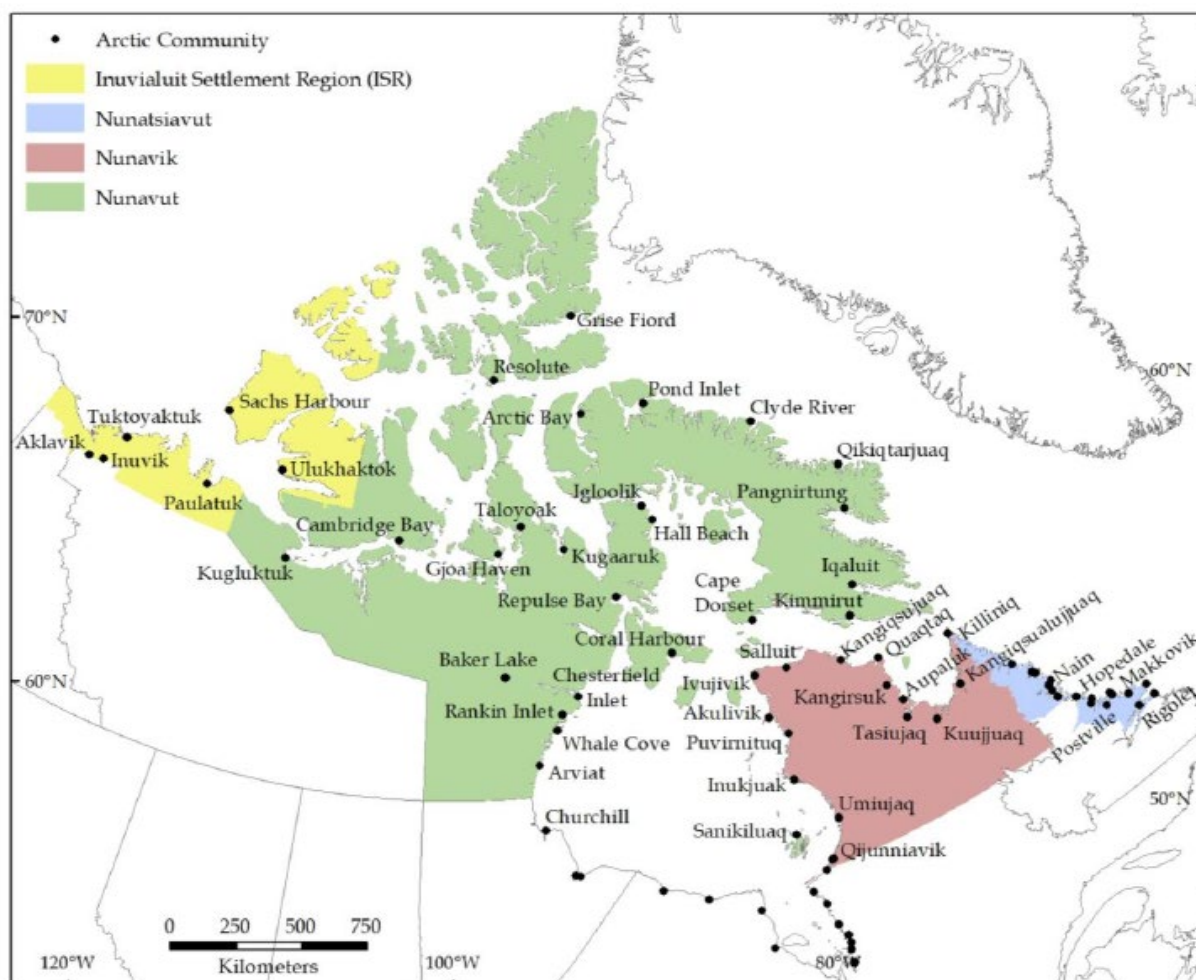 Arctic Community
Inuvialuit Settlement Region (ISR)
Nunatsiavut
Nunavik
Nunavut
70°N
Grise Fiord
Resolute
60°N
Sachs Harbour
Pond Inlet
Arctic Bay
Clyde River
Tuktoyaktuk
Aklavik
Inuvik
Ulukhaktok
Qikiqtarjuaq
Paulatuk
Igloolik
Pangnirtung
Cambridge Bay
Taloyoak
Hall Beach
Kugluktuk
Gjoa Haven
Kugaaruk
Iqaluit
Cape
Dorset
Kimmirut
Repulse Bay
Kangiqsujuaq
Quaqtaq
Killiniq
Kangiqsualujjuaq
Coral Harbour
Salluit
Aupaluk
Nain
Hopedale
Makkovik
Baker Lake
Chesterfield
Inlet
60°N
Ivujivik
Kangirsuk
Rankin Inlet
Akulivik
Tasiujaq
Kuujjuaq
Postville
Rigolet
Whale Cove
Puvirnituq
Arviat
Inukjuak
50°N
Churchill
Umiujaq
Sanikiluaq
Qijunniavik
0 250 500 750
Kilometers
120°W
100°W
80°W